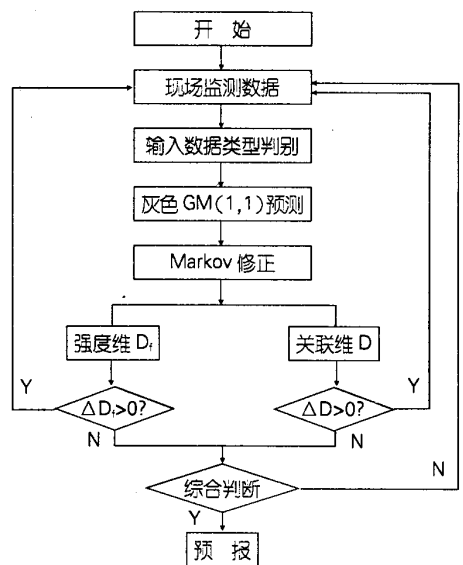 开 始
现场监测数据
输入数据类型判别
灰色 GM(1,1)预测
Markov 修正
强度维 Df
关联维 D
Y
ΔDf>0?
ΔD>0?
Y
N
N
综合判断
N
Y
预 报